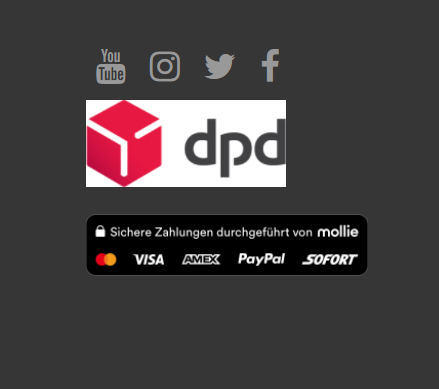 You
Tube
dpd
Sichere Zahlungen durchgeführt von mollie
VISA AMEX PayPal SOFORT